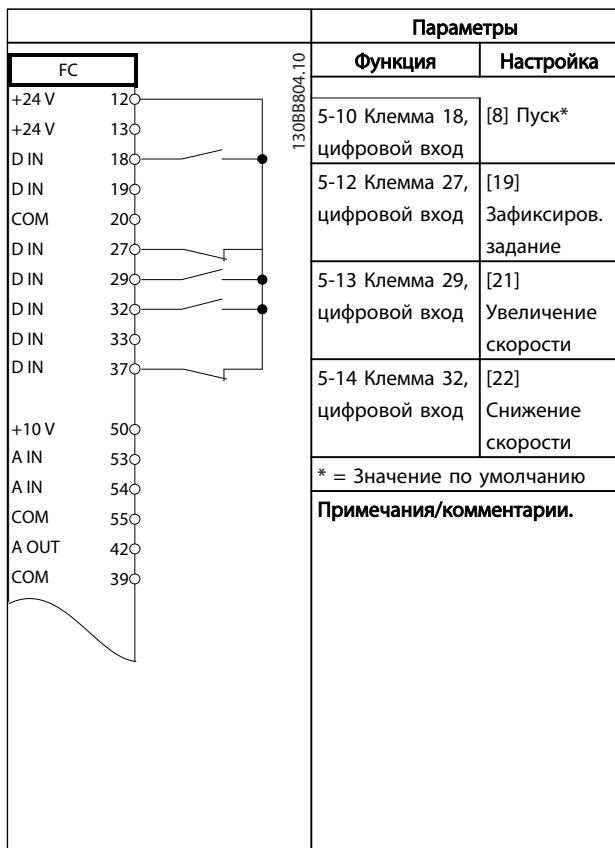 FC
+24 V 12
+24 V 13
D IN 18
D IN 19
COM 20
D IN 27
D IN 29
D IN 32
D IN 33
D IN 37
+10 V 50
A IN 53
A IN 54
COM 55
A OUT 42
COM 39
130BB804.10
Параметры
Функция Настройка
5-10 Клемма 18, [8] Пуск*
цифровой вход
5-12 Клемма 27, [19]
цифровой вход Зафиксиров.
задание
5-13 Клемма 29, [21]
цифровой вход Увеличение
скорости
5-14 Клемма 32, [22]
цифровой вход Снижение
скорости
* = Значение по умолчанию
Примечания/комментарии.